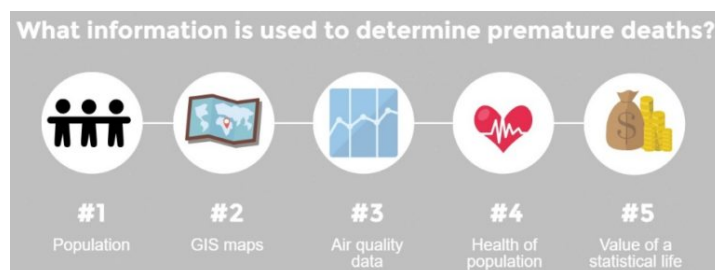 What information is used to determine premature deaths?
$
#1
#2
#3
#4
#5
Population
GIS maps
Air quality
data
Health of
population
Value of a
statistical life